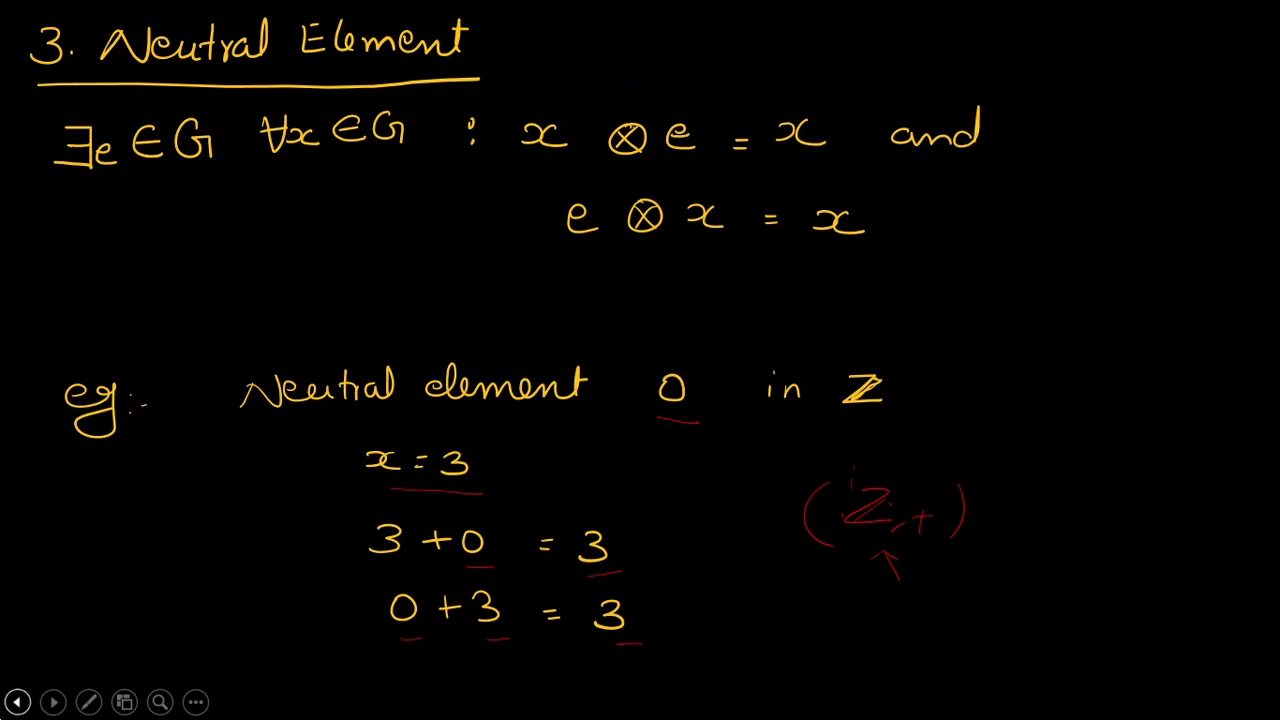 3. Neutral Element
∃e ∈ G ∀x ∈ G : x ⊗ e = x and
e ⊗ x = x
eg:- Neutral element 0 in ℤ
x = 3
3 + 0 = 3
(ℤ, +)
0 + 3 = 3